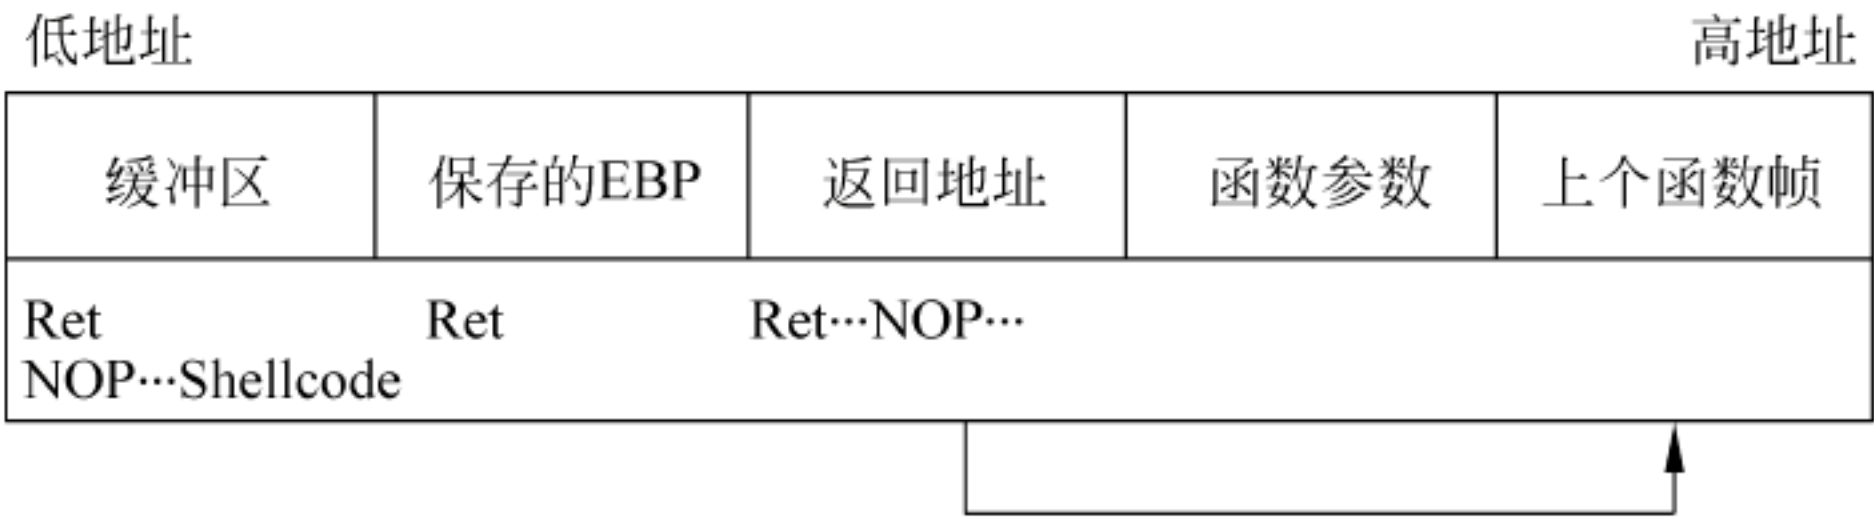 低地址 高地址
缓冲区 保存的EBP 返回地址 函数参数 上个函数帧
Ret Ret Ret…NOP…
NOP…Shellcode